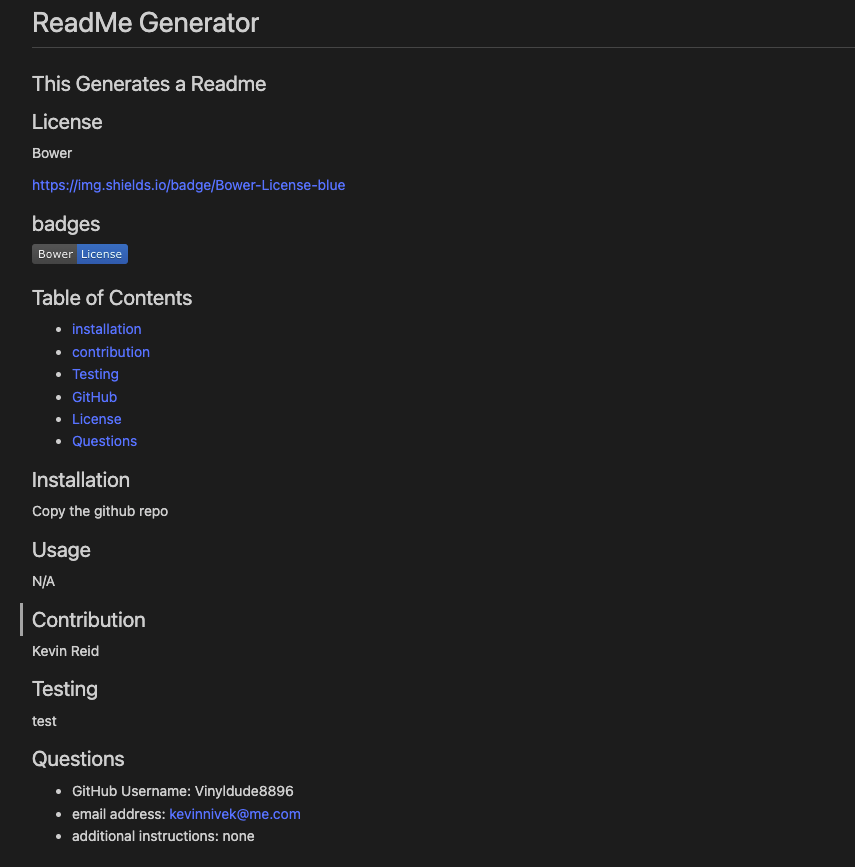 ReadMe Generator
This Generates a Readme
License
Bower
https://img.shields.io/badge/Bower-License-blue
badges
Bower License
Table of Contents
installation
contribution
Testing
GitHub
License
Questions
Installation
Copy the github repo
Usage
N/A
Contribution
Kevin Reid
Testing
test
Questions
GitHub Username: Vinyldude8896
email address: kevinnivek@me.com
additional instructions: none